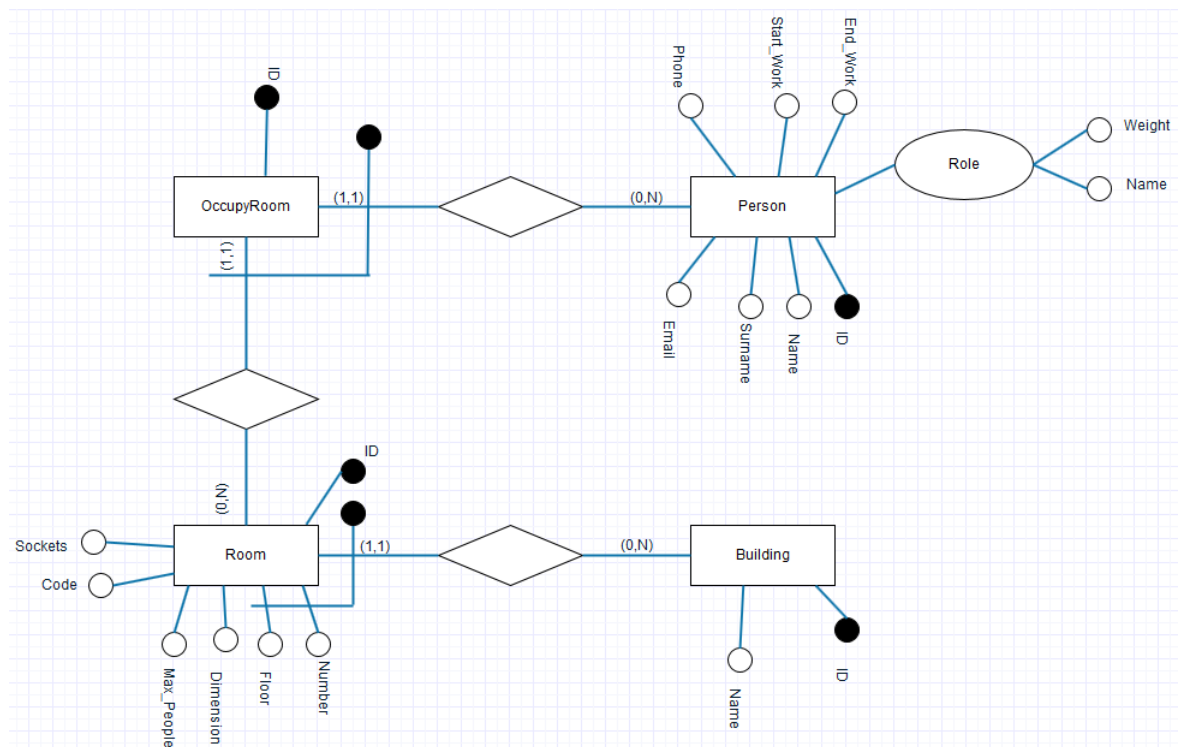 ID
Phone
Start_Work
End_Work
Weight
Role
Name
OccupyRoom
(1,1)
(0,N)
Person
(1,1)
Email
Surname
Name
ID
(0,N)
ID
Sockets
Room
(1,1)
(0,N)
Building
Code
Max_People
Dimension
Floor
Number
Name
ID